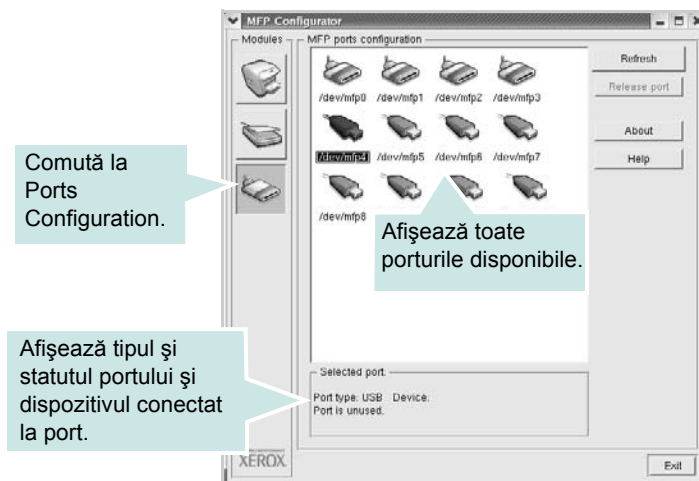 MFP Configurator
Modules
MFP ports configuration
Refresh
Release port
About
Help
/dev/mfp0 /dev/mfp1 /dev/mfp2 /dev/mfp3
/dev/mfp4 /dev/mfp5 /dev/mfp6 /dev/mfp7
/dev/mfp8
Comută la
Ports
Configuration.
Afişează toate
porturile disponibile.
Afişează tipul şi
statutul portului şi
dispozitivul conectat
la port.
Selected port:
Port type: USB Device:
Port is unused.
XEROX
Exit